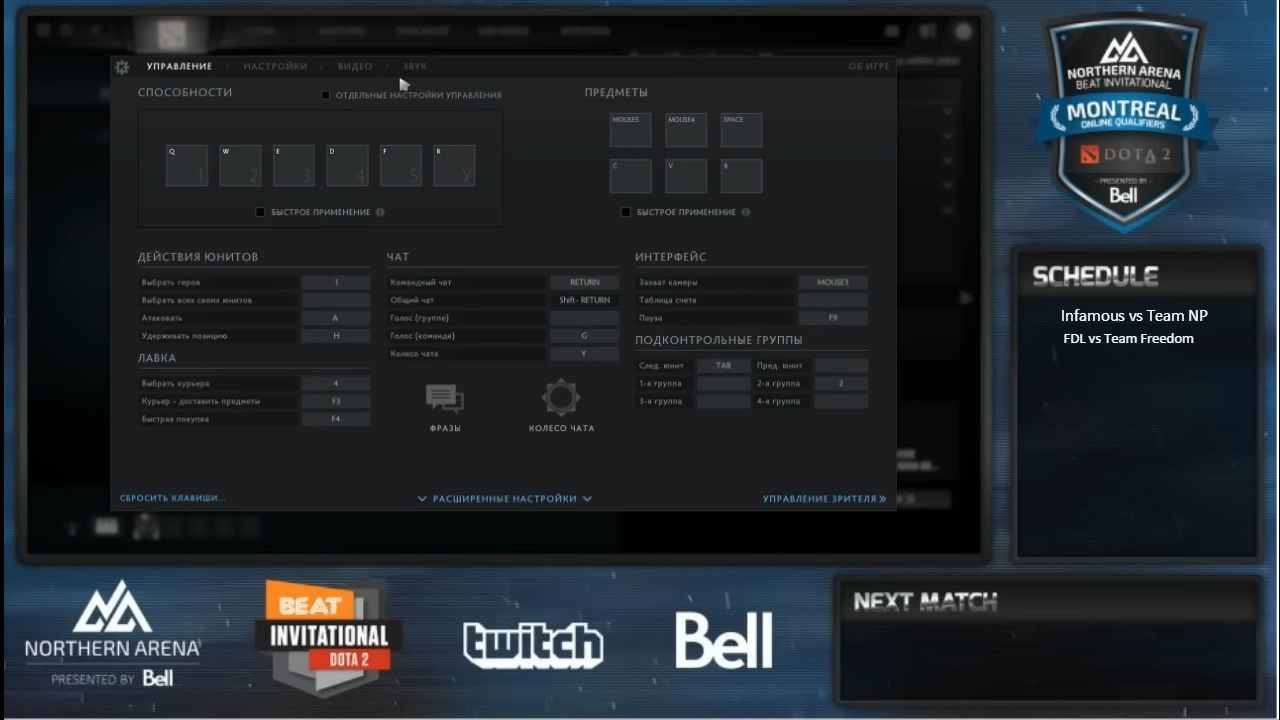 УПРАВЛЕНИЕ / НАСТРОЙКИ / ВИДЕО / ЗВУК ОБ ИГРЕ
СПОСОБНОСТИ
ОТДЕЛЬНЫЕ НАСТРОЙКИ УПРАВЛЕНИЯ
Q W E D F R
1 2 3 4 5 У
БЫСТРОЕ ПРИМЕНЕНИЕ
ПРЕДМЕТЫ
MOUSE5 MOUSE4 SPACE
C V B
БЫСТРОЕ ПРИМЕНЕНИЕ
ДЕЙСТВИЯ ЮНИТОВ
Выбрать героя 1
Выбрать всех своих юнитов
Атаковать A
Удерживать позицию H
ЛАВКА
Выбрать курьера 4
Курьер - доставить предметы F3
Быстрая покупка F4
ЧАТ
Командный чат RETURN
Общий чат Shift- RETURN
Голос (группе)
Голос (команде) G
Колесо чата Y
ФРАЗЫ КОЛЕСО ЧАТА
ИНТЕРФЕЙС
Захват камеры MOUSE3
Таблица счета
Пауза F9
ПОДКОНТРОЛЬНЫЕ ГРУППЫ
След. юнит TAB Пред. юнит
1-я группа 2-я группа 2
3-я группа 4-я группа
СБРОСИТЬ КЛАВИШИ... РАСШИРЕННЫЕ НАСТРОЙКИ УПРАВЛЕНИЕ ЗРИТЕЛЯ »
NORTHERN ARENA
BEAT INVITATIONAL
MONTREAL
ONLINE QUALIFIERS
DOTA 2
-PRESENTED BY-
Bell
SCHEDULE
Infamous vs Team NP
FDL vs Team Freedom
NEXT MATCH
NORTHERN ARENA
PRESENTED BY Bell
BEAT
INVITATIONAL
DOTA 2
twitch
Bell